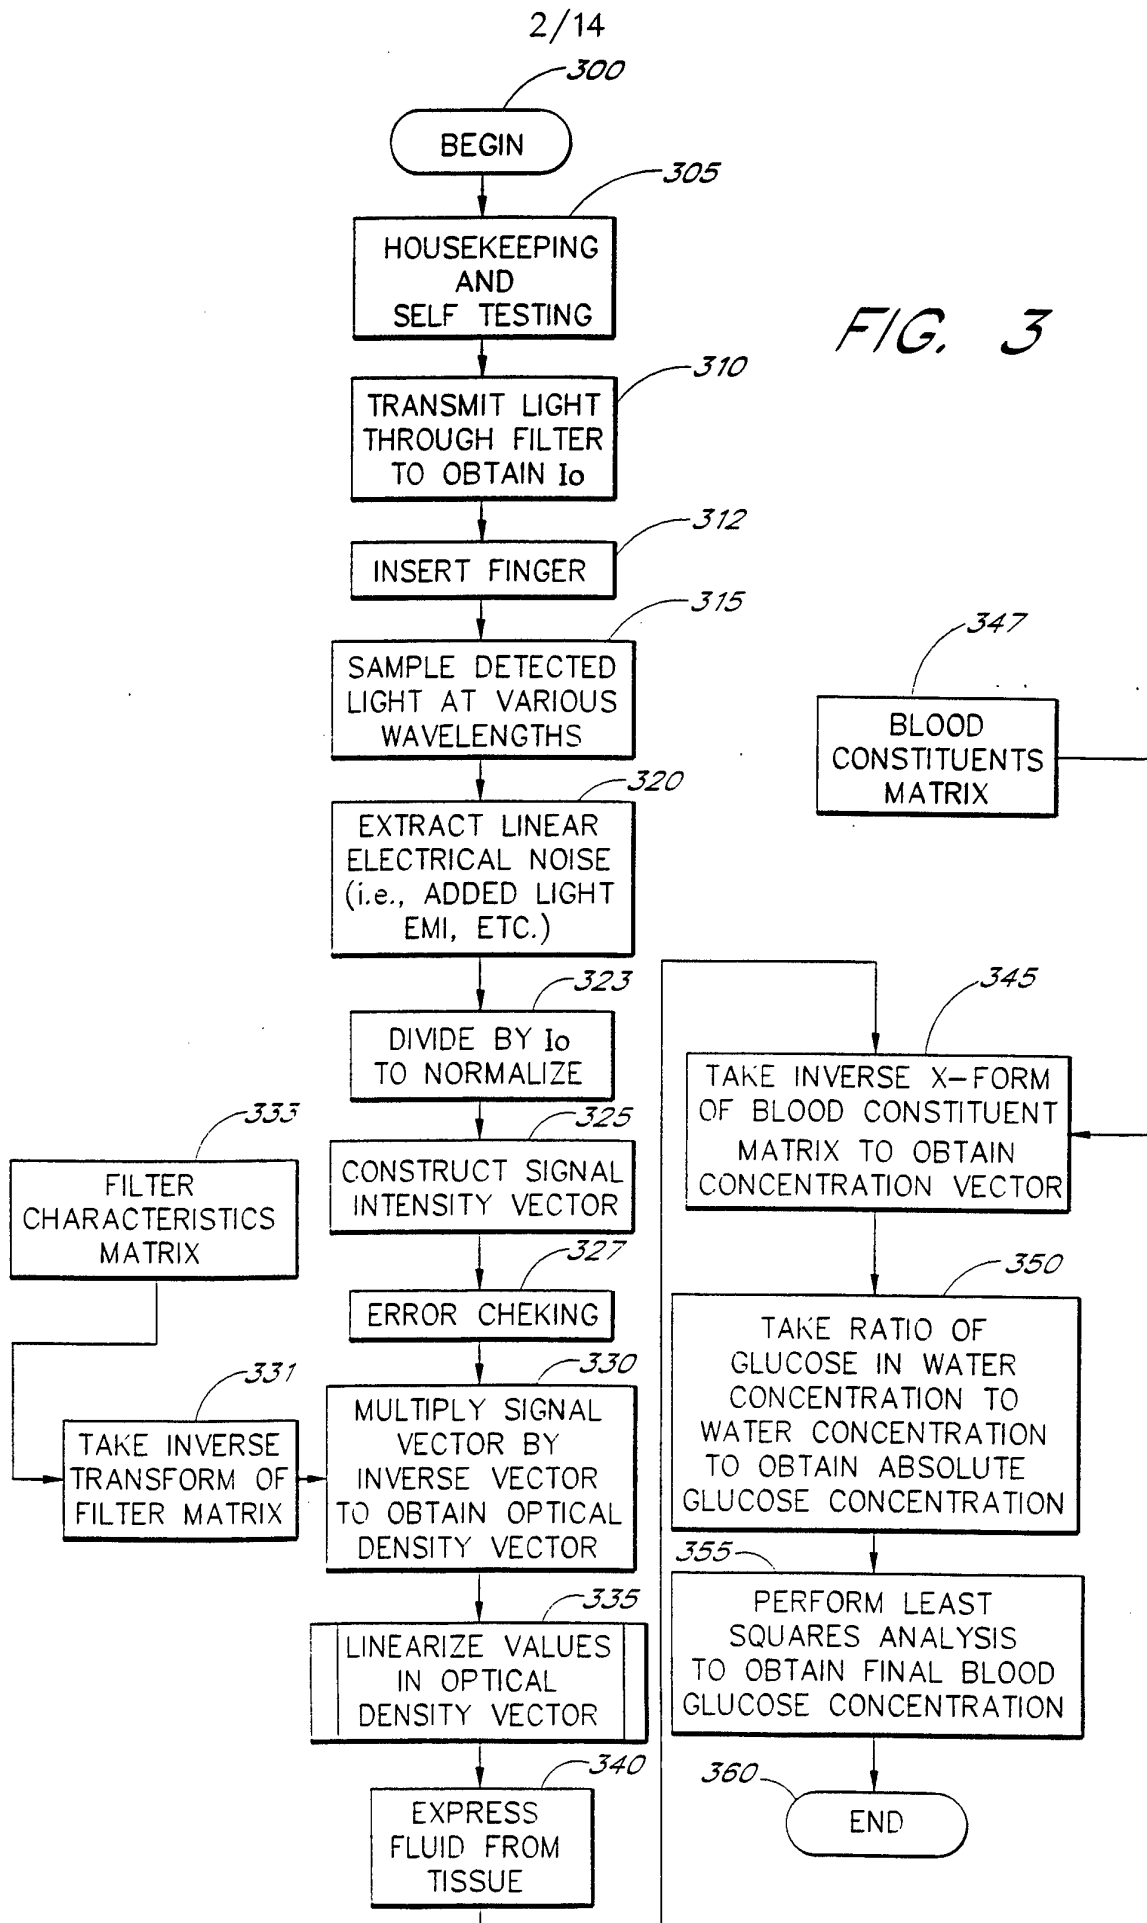 2/14
300
BEGIN
305
HOUSEKEEPING
AND
SELF TESTING
FIG. 3
310
TRANSMIT LIGHT
THROUGH FILTER
TO OBTAIN Io
312
INSERT FINGER
315
SAMPLE DETECTED
LIGHT AT VARIOUS
WAVELENGTHS
320
EXTRACT LINEAR
ELECTRICAL NOISE
(i.e., ADDED LIGHT
EMI, ETC.)
323
DIVIDE BY Io
TO NORMALIZE
325
CONSTRUCT SIGNAL
INTENSITY VECTOR
327
ERROR CHEKING
333
FILTER
CHARACTERISTICS
MATRIX
331
TAKE INVERSE
TRANSFORM OF
FILTER MATRIX
330
MULTIPLY SIGNAL
VECTOR BY
INVERSE VECTOR
TO OBTAIN OPTICAL
DENSITY VECTOR
335
LINEARIZE VALUES
IN OPTICAL
DENSITY VECTOR
340
EXPRESS
FLUID FROM
TISSUE
347
BLOOD
CONSTITUENTS
MATRIX
345
TAKE INVERSE X-FORM
OF BLOOD CONSTITUENT
MATRIX TO OBTAIN
CONCENTRATION VECTOR
350
TAKE RATIO OF
GLUCOSE IN WATER
CONCENTRATION TO
WATER CONCENTRATION
TO OBTAIN ABSOLUTE
GLUCOSE CONCENTRATION
355
PERFORM LEAST
SQUARES ANALYSIS
TO OBTAIN FINAL BLOOD
GLUCOSE CONCENTRATION
360
END